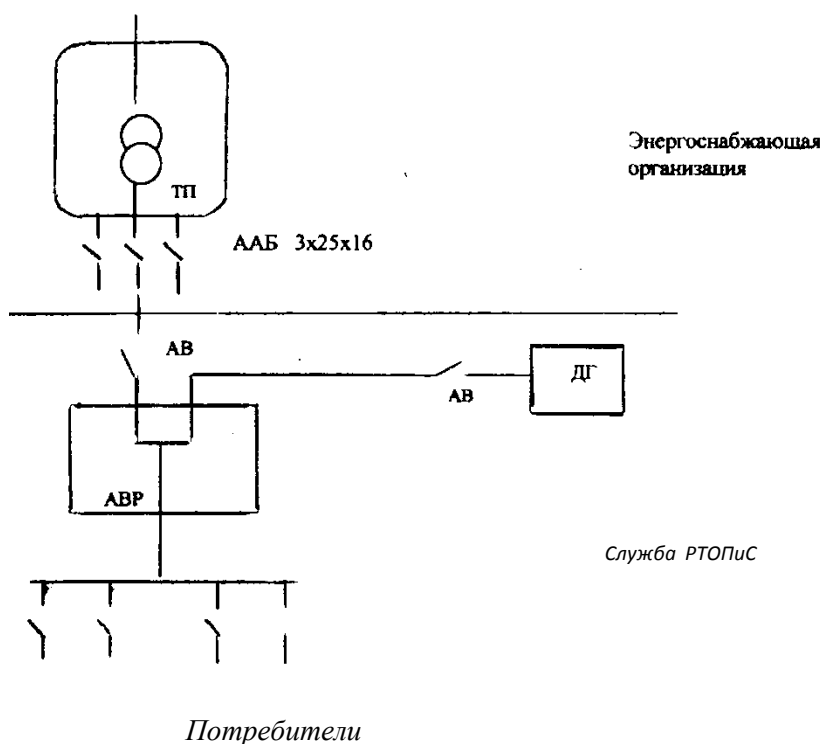 Энергоснабжающая
организация
ТП
ААБ 3х25х16
АВ
ДГ
АВ
АВР
Служба РТОПиС
Потребители